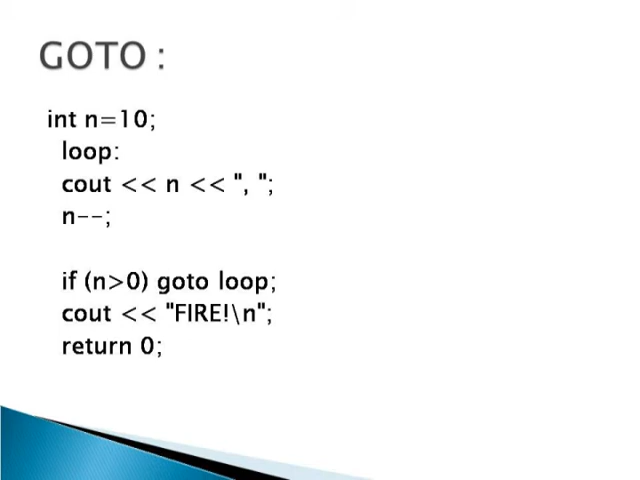 GOTO :
int n=10;
loop:
cout << n << ", ";
n--;
if (n>0) goto loop;
cout << "FIRE!\n";
return 0;